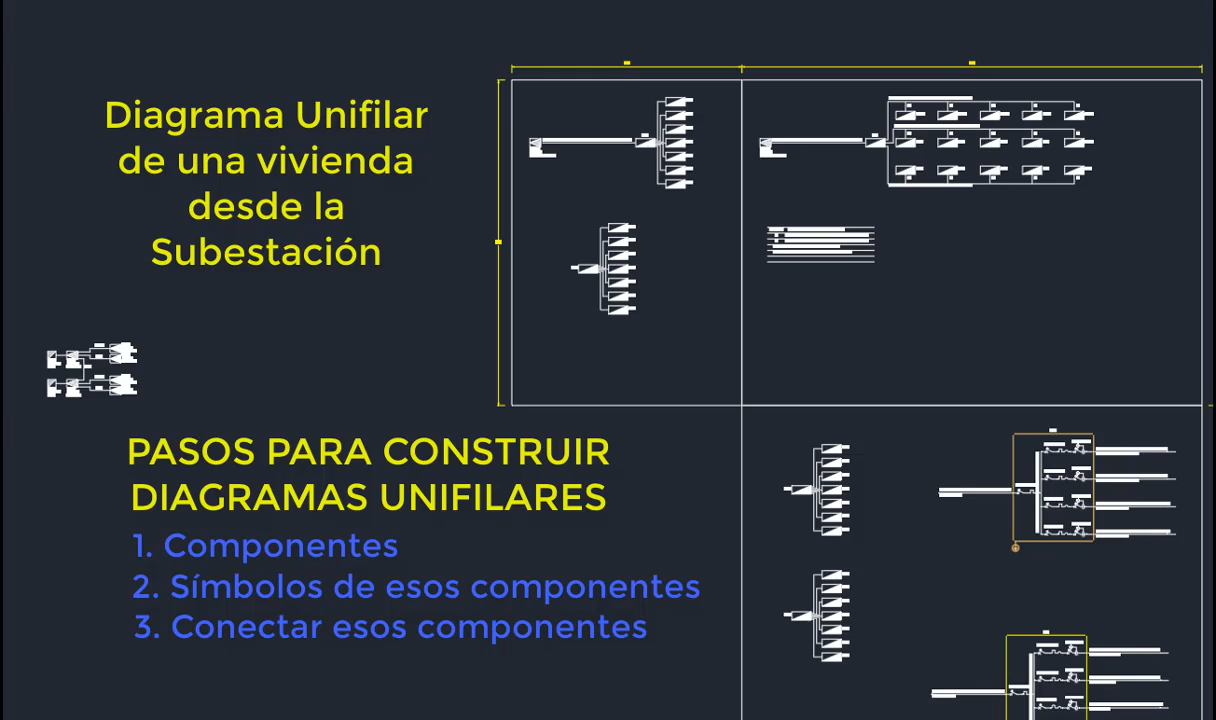 Diagrama Unifilar
de una vivienda
desde la
Subestación
PASOS PARA CONSTRUIR
DIAGRAMAS UNIFILARES
1. Componentes
2. Símbolos de esos componentes
3. Conectar esos componentes